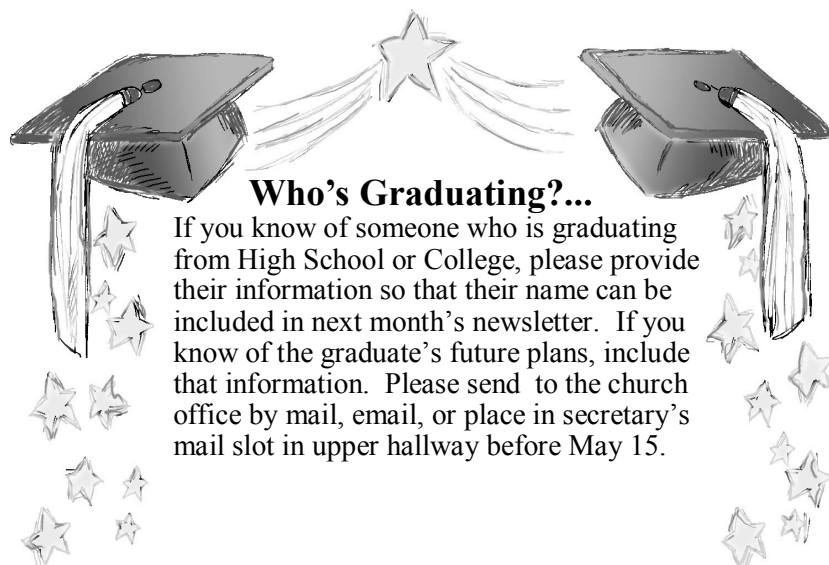 Who's Graduating?...
If you know of someone who is graduating
from High School or College, please provide
their information so that their name can be
included in next month's newsletter.  If you
know of the graduate's future plans, include
that information.  Please send  to the church
office by mail, email, or place in secretary's
mail slot in upper hallway before May 15.